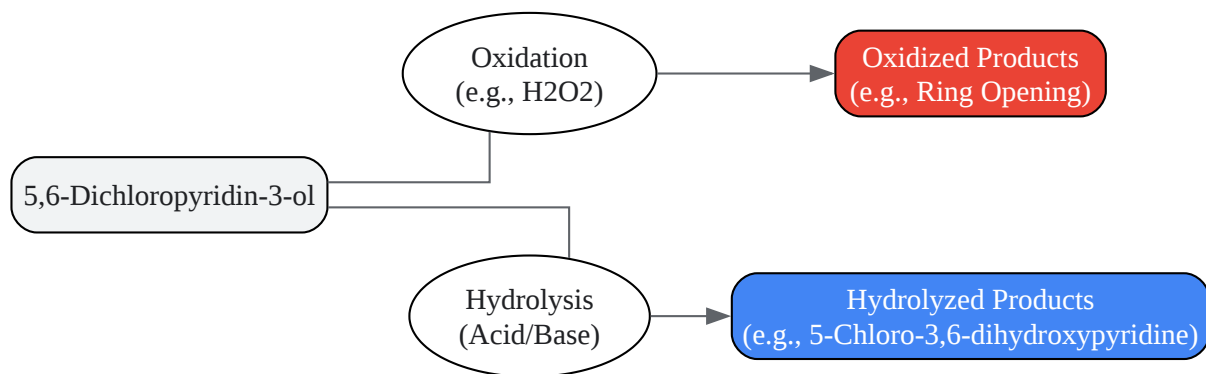 Oxidation
(e.g., H2O2)
Oxidized Products
(e.g., Ring Opening)
5,6-Dichloropyridin-3-ol
Hydrolysis
(Acid/Base)
Hydrolyzed Products
(e.g., 5-Chloro-3,6-dihydroxypyridine)